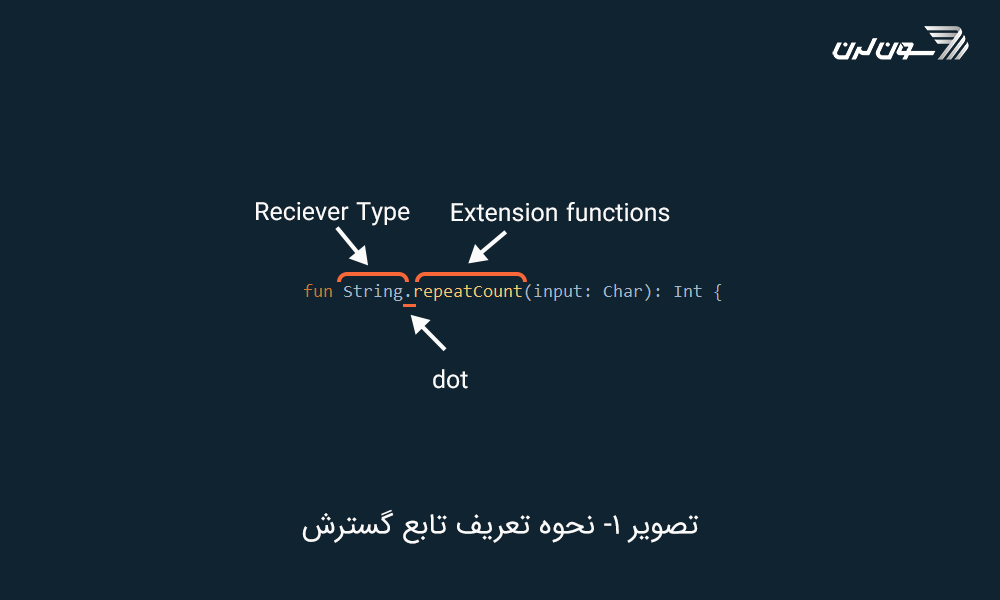 سون لرن
Reciever Type
Extension functions
fun String.repeatCount(input: Char): Int {
dot
تصویر ۱- نحوه تعریف تابع گسترش